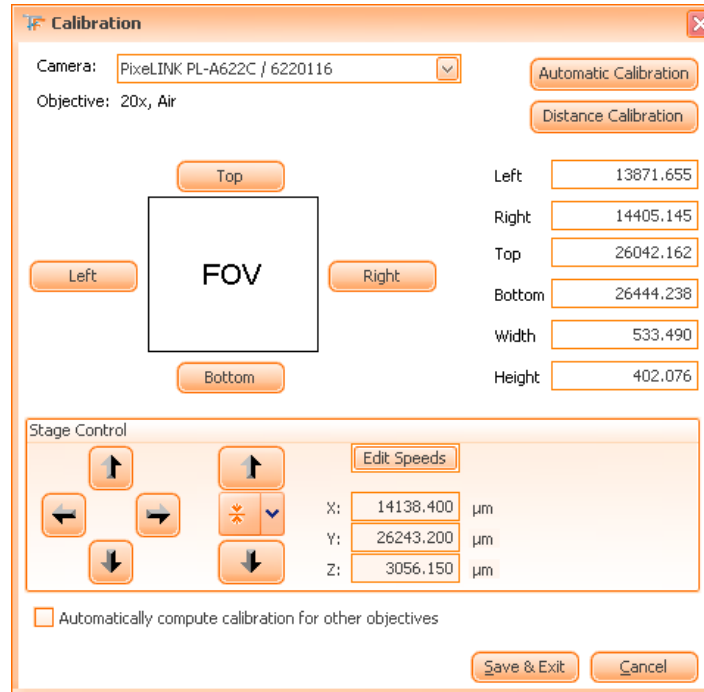 Calibration
Camera: PixeLINK PL-A622C / 6220116
Automatic Calibration
Objective: 20x, Air
Distance Calibration
Top
Left 13871.655
Right 14405.145
Left
FOV
Right
Top 26042.162
Bottom 26444.238
Width 533.490
Bottom
Height 402.076
Stage Control
Edit Speeds
X: 14138.400 µm
Y: 26243.200 µm
Z: 3056.150 µm
Automatically compute calibration for other objectives
Save & Exit
Cancel